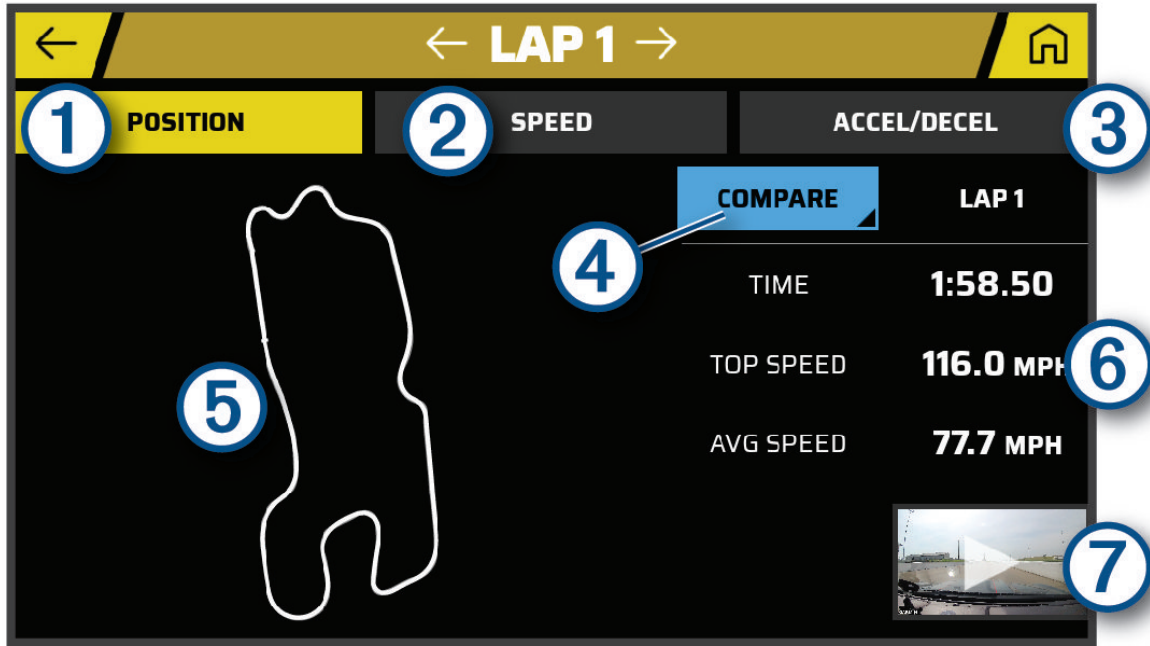 ← LAP 1 →
1 POSITION
2 SPEED
ACCEL/DECEL 3
COMPARE LAP 1
4
TIME 1:58.50
TOP SPEED 116.0 MPH 6
5
AVG SPEED 77.7 MPH
7